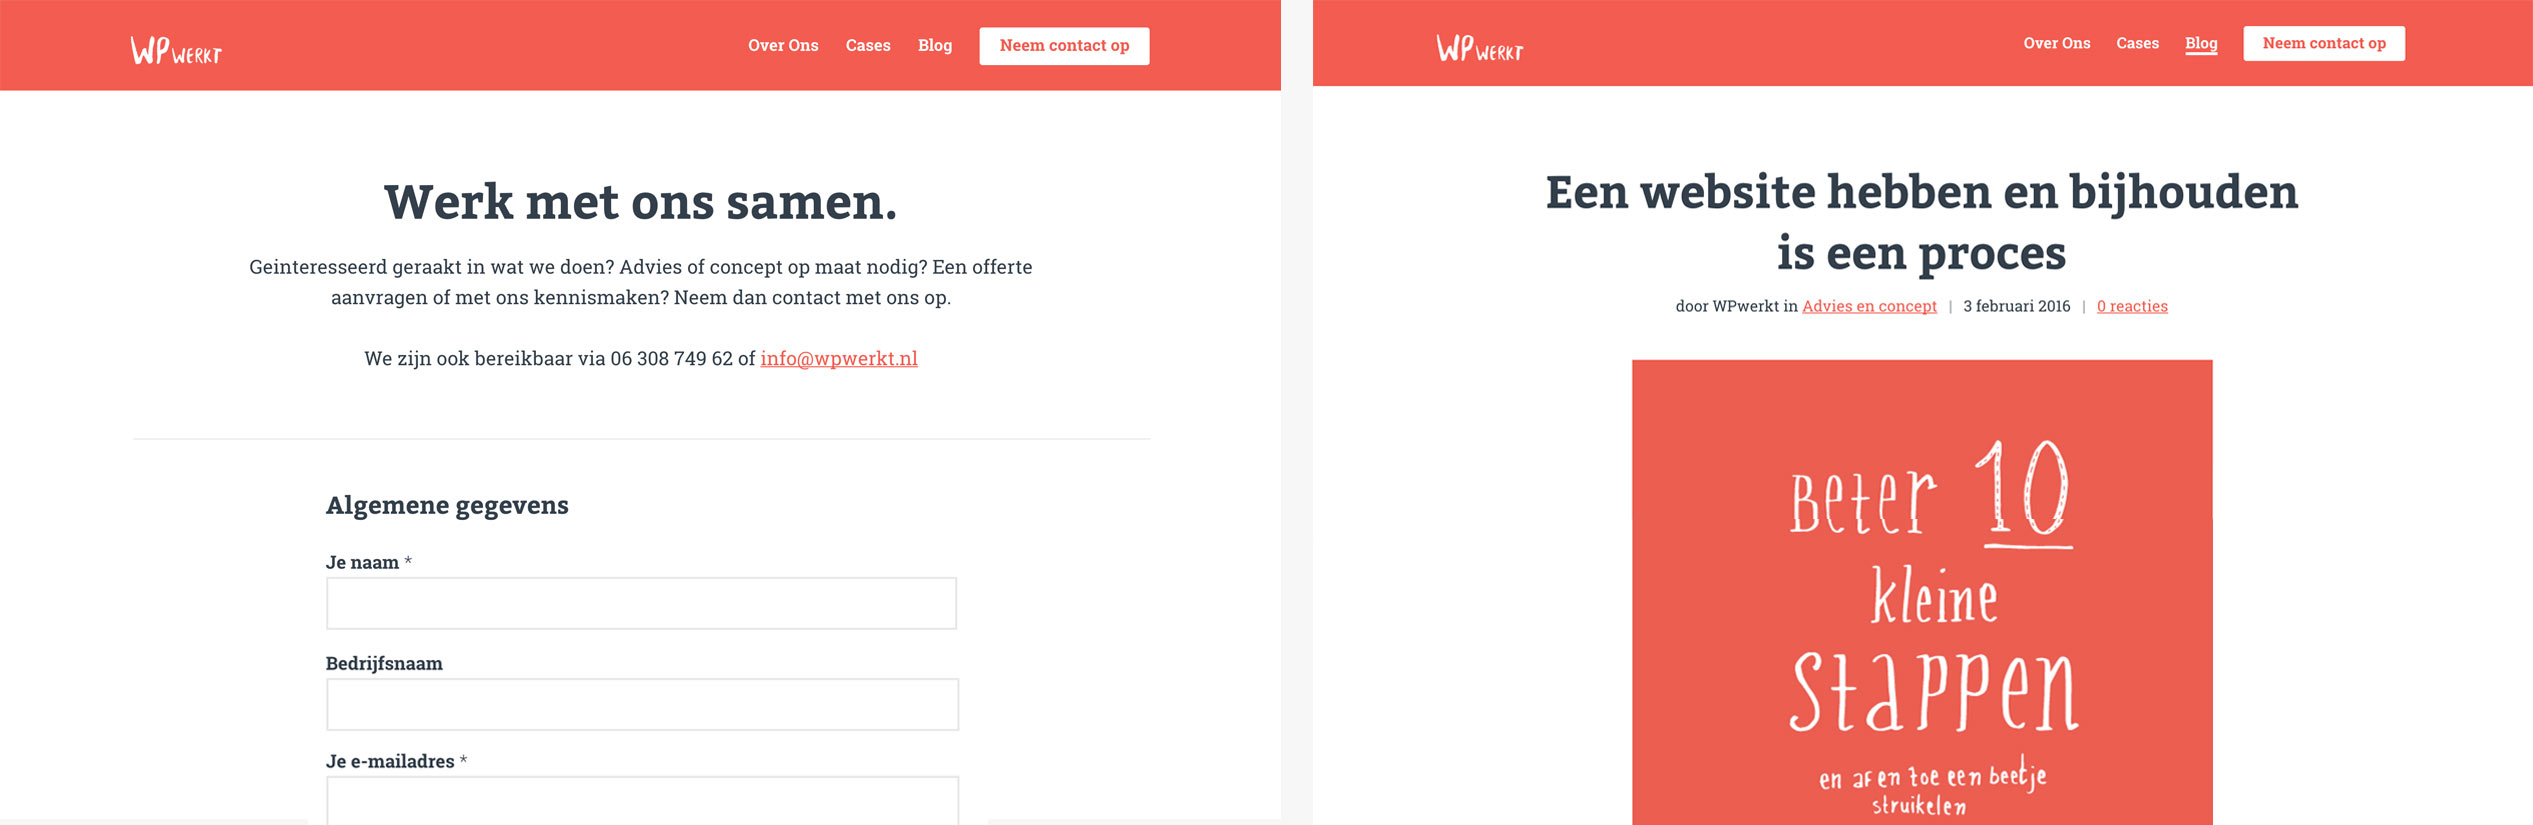 WP WERKT
Over Ons Cases Blog Neem contact op
Werk met ons samen.
Geinteresseerd geraakt in wat we doen? Advies of concept op maat nodig? Een offerte
aanvragen of met ons kennismaken? Neem dan contact met ons op.
We zijn ook bereikbaar via 06 308 749 62 of info@wpwerkt.nl
Algemene gegevens
Je naam *
Bedrijfsnaam
Je e-mailadres *
WP WERKT
Over Ons Cases Blog Neem contact op
Een website hebben en bijhouden
is een proces
door WPwerkt in Advies en concept | 3 februari 2016 | 0 reacties
Beter 10
kleine
stappen
en af en toe een beetje
struikelen